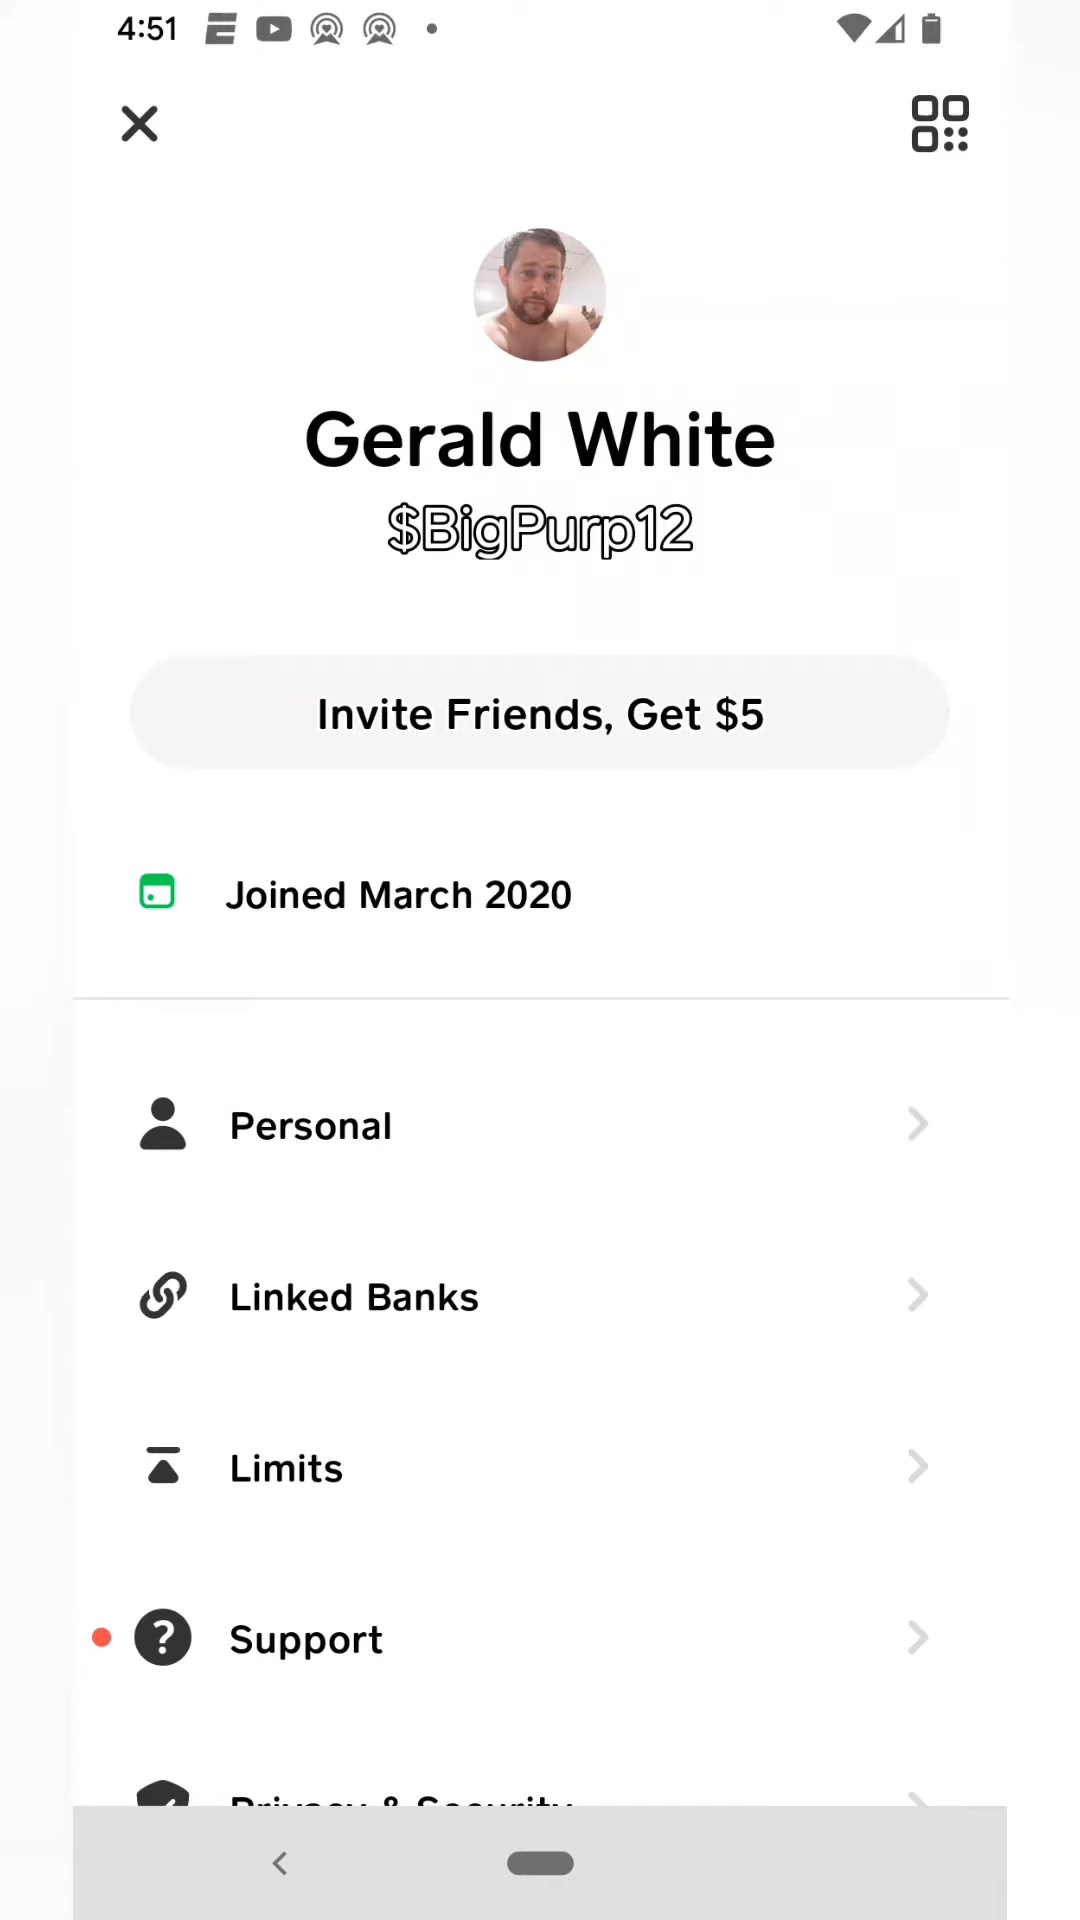 4:51
Gerald White
$BigPurp12
Invite Friends, Get $5
Joined March 2020
Personal
Linked Banks
Limits
Support
Privacy & Security